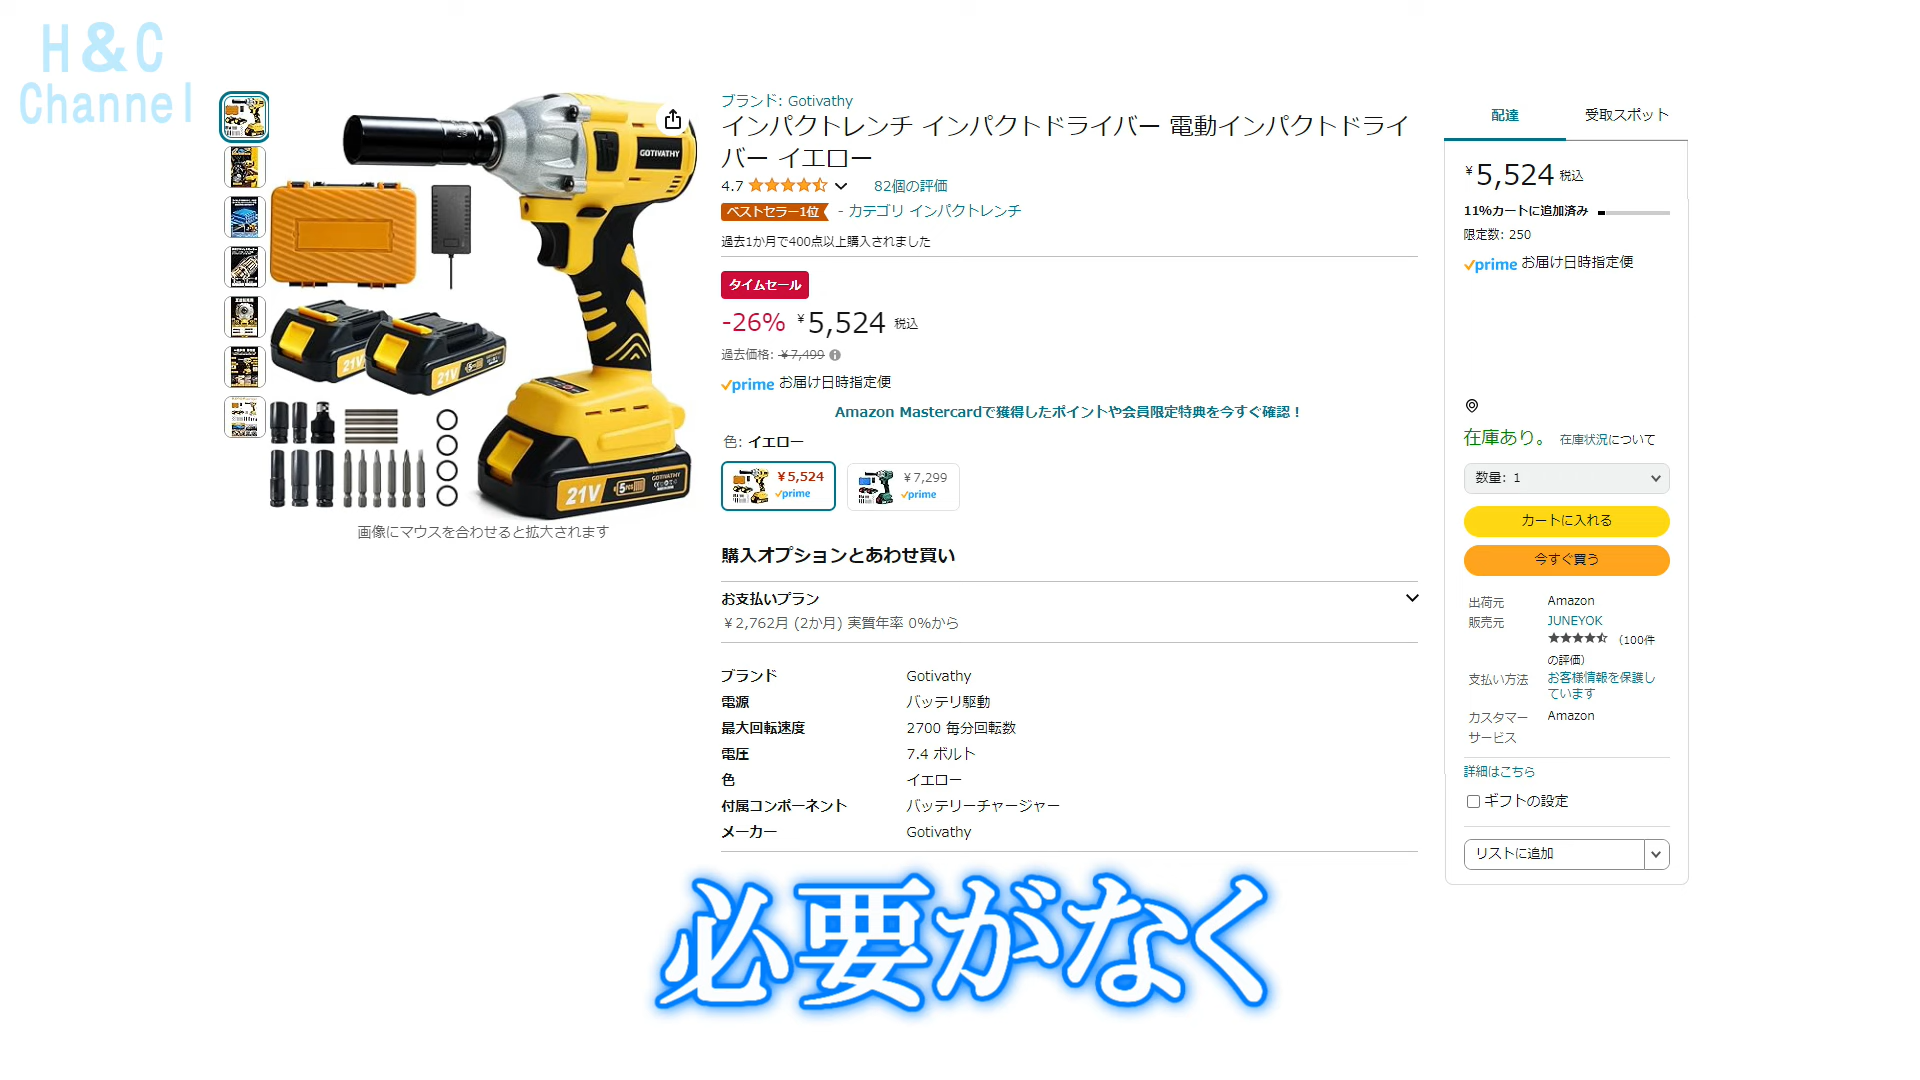 H&C
Channel
ブランド: Gotivathy
インパクトレンチ インパクトドライバー 電動インパクトドライ
バー イエロー
4.7
82個の評価
ベストセラー1位
- カテゴリ インパクトレンチ
過去1か月で400点以上購入されました
タイムセール
-26% ¥5,524 税込
過去価格: ¥7,499
prime お届け日時指定便
Amazon Mastercardで獲得したポイントや会員限定特典を今すぐ確認！
色: イエロー
¥5,524
prime
¥7,299
prime
購入オプションとあわせ買い
お支払いプラン
¥2,762月 (2か月) 実質年率 0%から
ブランド Gotivathy
電源 バッテリ駆動
最大回転速度 2700 毎分回転数
電圧 7.4 ボルト
色 イエロー
付属コンポーネント バッテリーチャージャー
メーカー Gotivathy
GOTIVATHY
21V
21V
21V
5PCS
GOTIVATHY
画像にマウスを合わせると拡大されます
配達
受取スポット
¥5,524 税込
11%カートに追加済み
限定数: 250
prime お届け日時指定便
在庫あり。 在庫状況について
数量: 1
カートに入れる
今すぐ買う
出荷元 Amazon
販売元 JUNEYOK
(100件
の評価)
支払い方法 お客様情報を保護し
ています
カスタマー Amazon
サービス
詳細はこちら
ギフトの設定
リストに追加
必要がなく